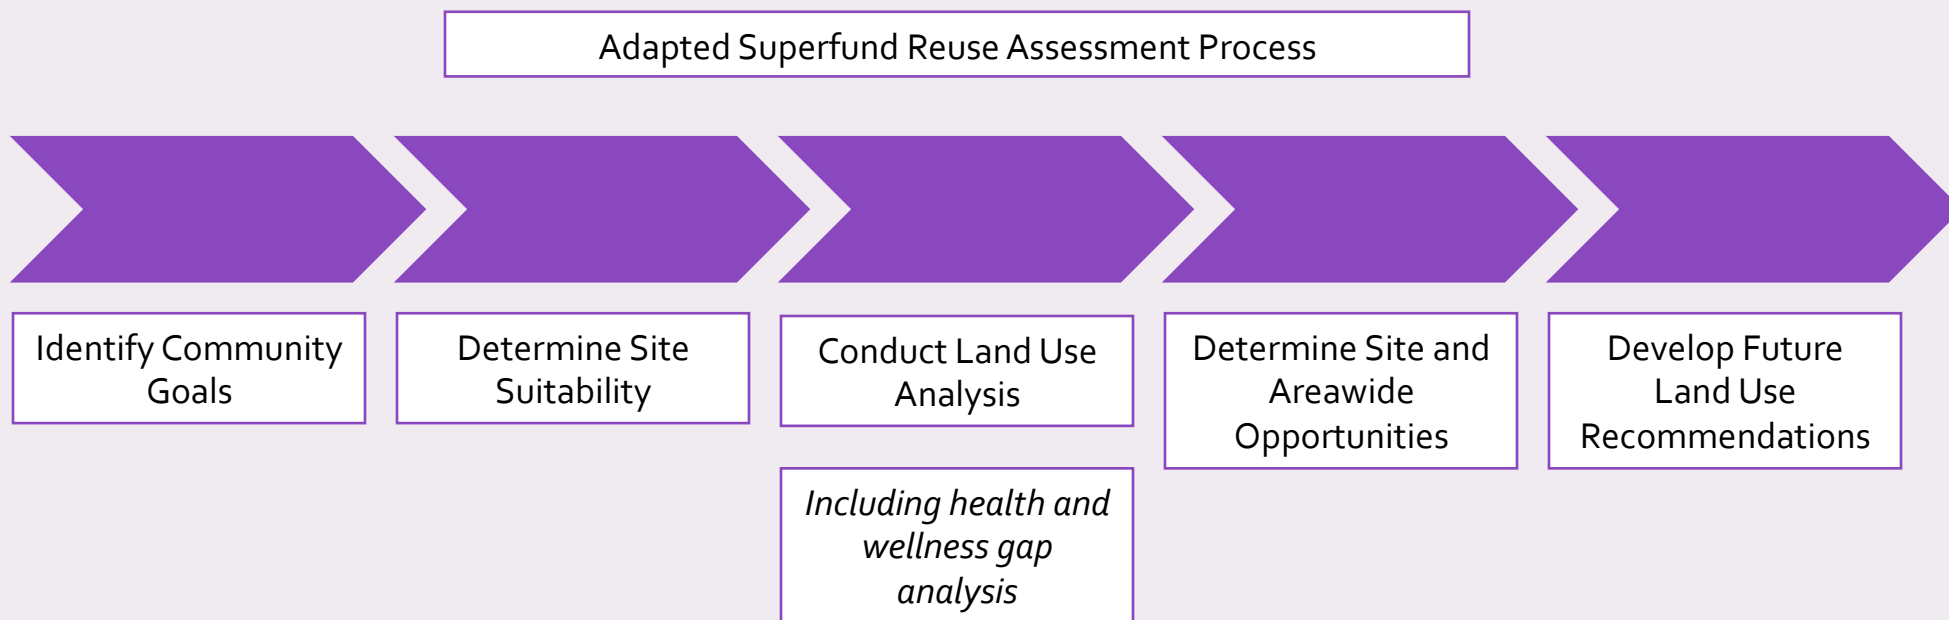 Adapted Superfund Reuse Assessment Process
Identify Community
Goals
Determine Site
Suitability
Conduct Land Use
Analysis
Including health and
wellness gap
analysis
Determine Site and
Areawide
Opportunities
Develop Future
Land Use
Recommendations